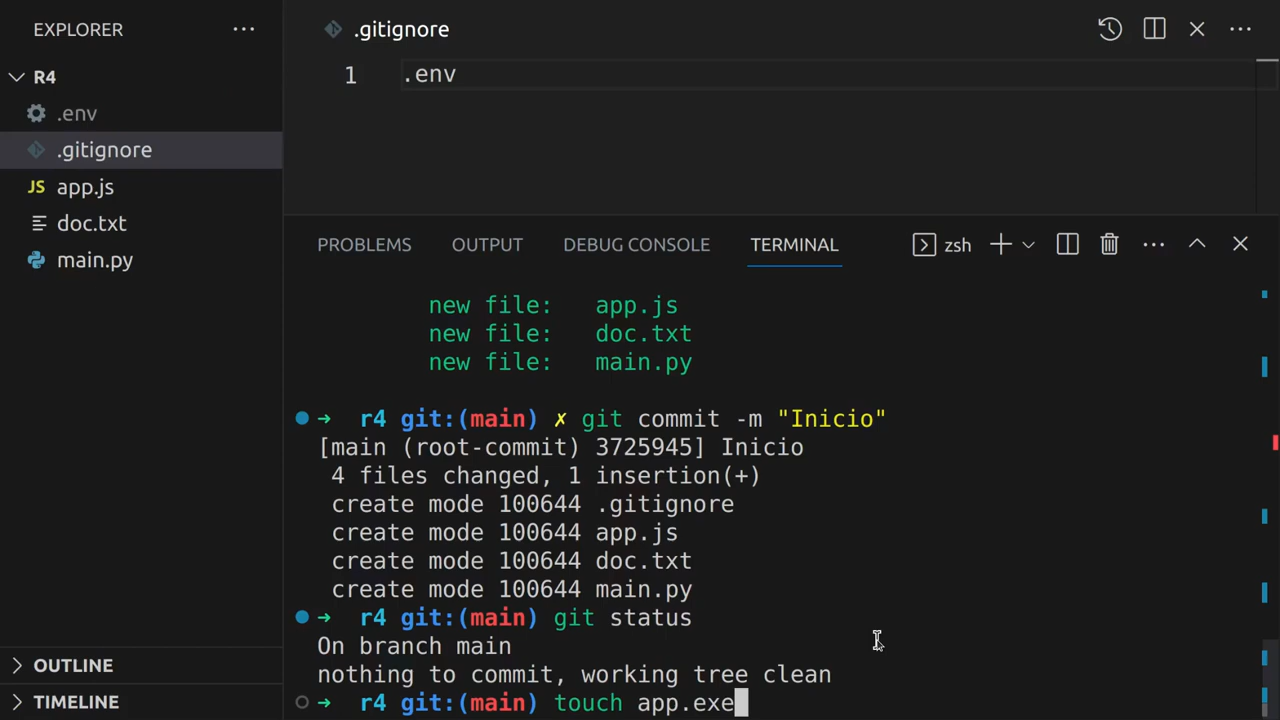 EXPLORER ...
R4
.env
.gitignore
JS app.js
doc.txt
main.py
OUTLINE
TIMELINE
.gitignore
1 .env
PROBLEMS OUTPUT DEBUG CONSOLE TERMINAL zsh
new file: app.js
new file: doc.txt
new file: main.py
➜ r4 git:(main) ✗ git commit -m "Inicio"
[main (root-commit) 3725945] Inicio
4 files changed, 1 insertion(+)
create mode 100644 .gitignore
create mode 100644 app.js
create mode 100644 doc.txt
create mode 100644 main.py
➜ r4 git:(main) git status
On branch main
nothing to commit, working tree clean
➜ r4 git:(main) touch app.exe